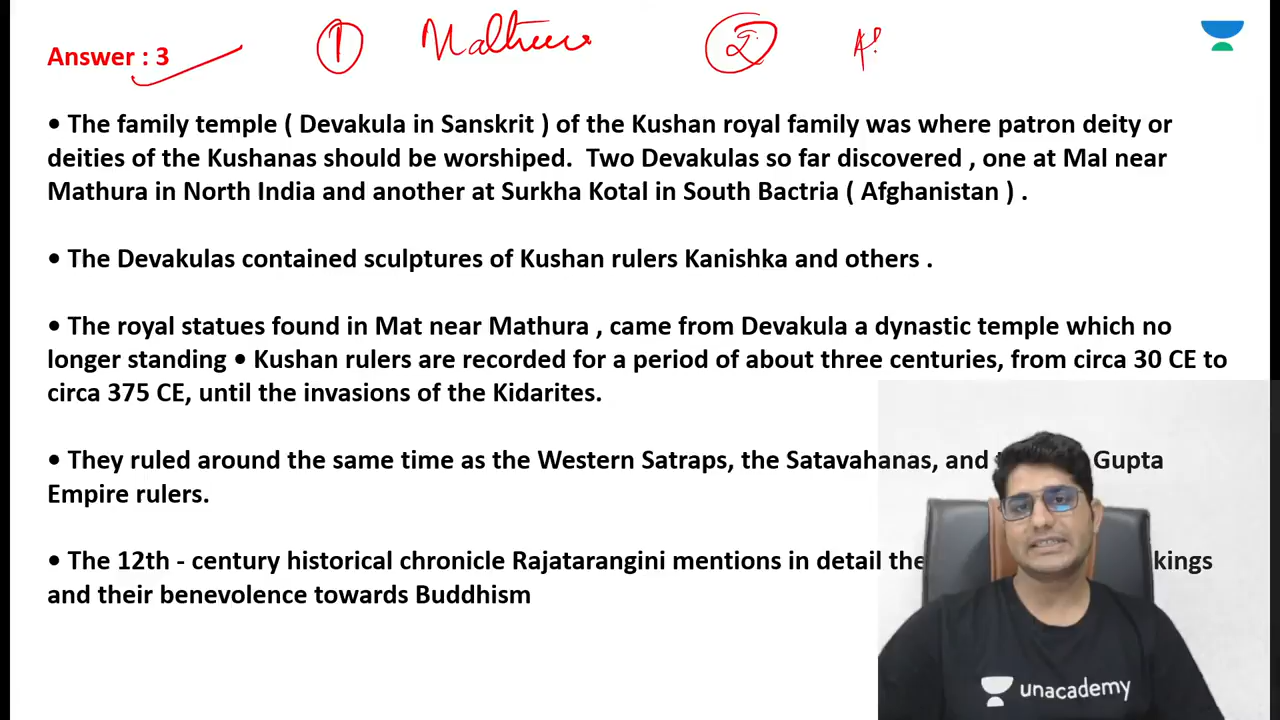 Answer : 3
① Mathura ②
• The family temple ( Devakula in Sanskrit ) of the Kushan royal family was where patron deity or
deities of the Kushanas should be worshiped. Two Devakulas so far discovered , one at Mal near
Mathura in North India and another at Surkha Kotal in South Bactria ( Afghanistan ) .
• The Devakulas contained sculptures of Kushan rulers Kanishka and others .
• The royal statues found in Mat near Mathura , came from Devakula a dynastic temple which no
longer standing • Kushan rulers are recorded for a period of about three centuries, from circa 30 CE to
circa 375 CE, until the invasions of the Kidarites.
• They ruled around the same time as the Western Satraps, the Satavahanas, and Gupta
Empire rulers.
• The 12th - century historical chronicle Rajatarangini mentions in detail the kings
and their benevolence towards Buddhism
unacademy